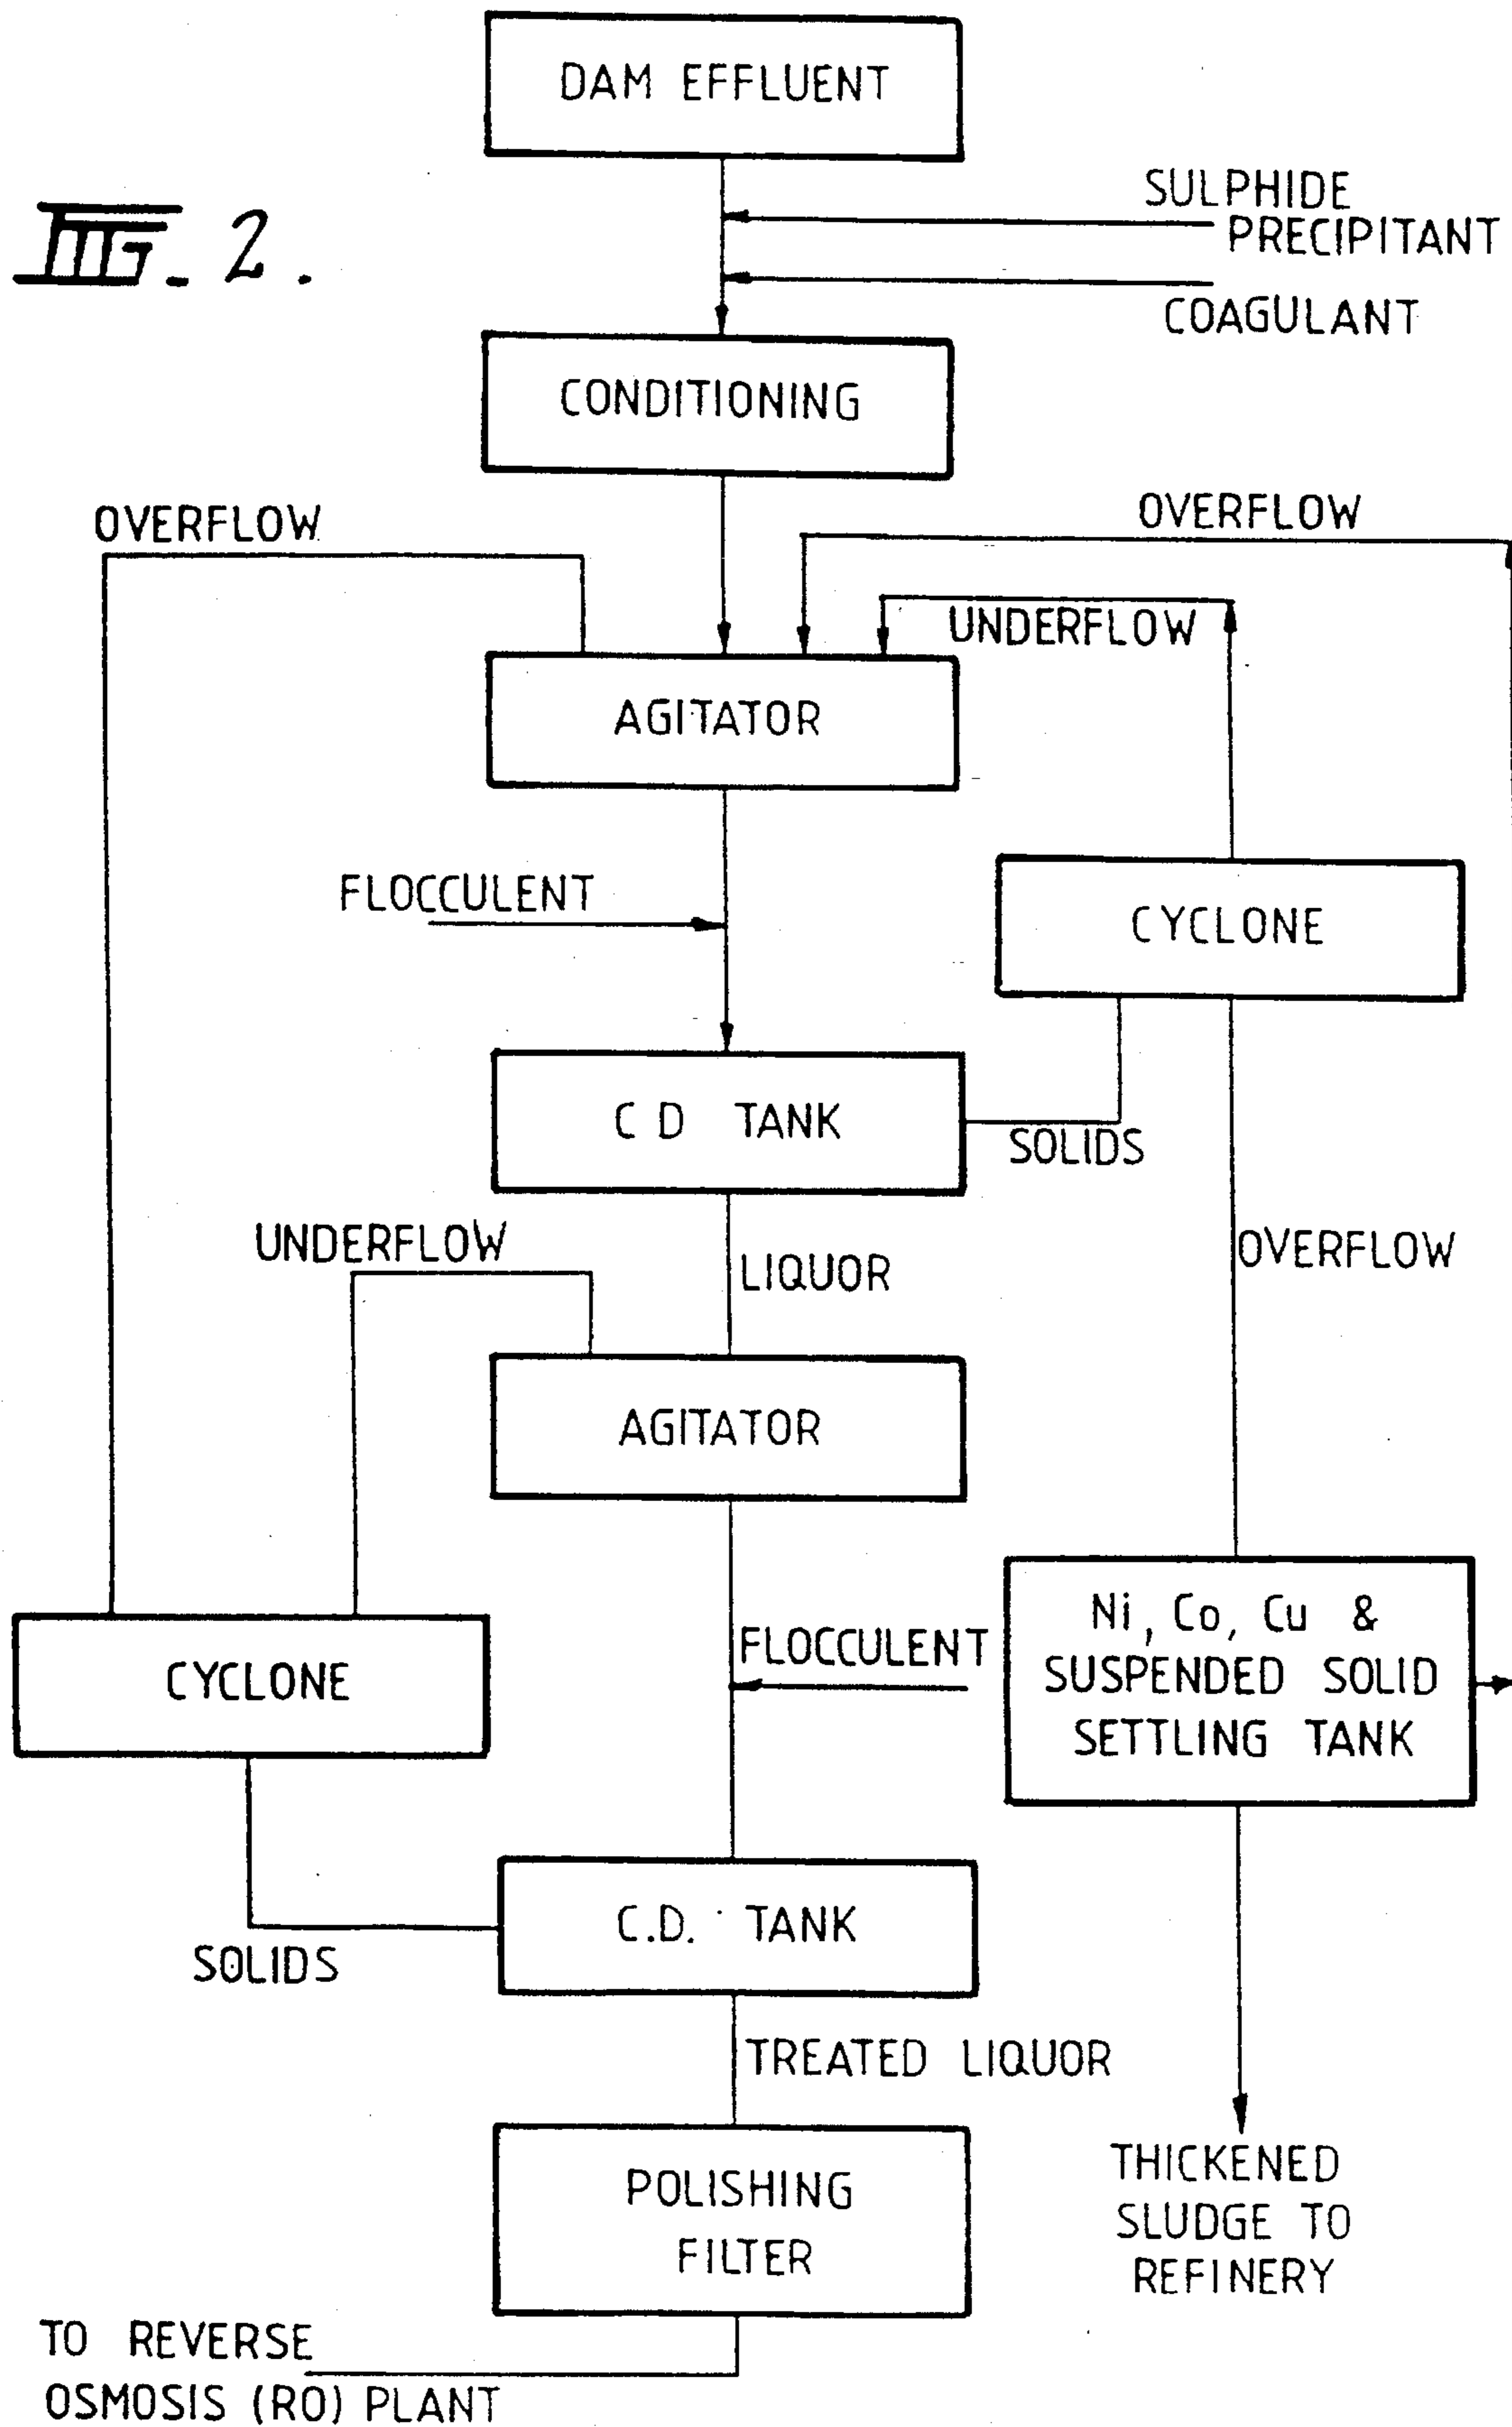 DAM EFFLUENT
FIG. 2.
SULPHIDE
PRECIPITANT
COAGULANT
CONDITIONING
OVERFLOW
OVERFLOW
UNDERFLOW
AGITATOR
FLOCCULENT
CYCLONE
C D TANK
SOLIDS
UNDERFLOW
LIQUOR
OVERFLOW
AGITATOR
Ni, Co, Cu &
SUSPENDED SOLID
SETTLING TANK
FLOCCULENT
CYCLONE
C.D. TANK
SOLIDS
TREATED LIQUOR
POLISHING
FILTER
THICKENED
SLUDGE TO
REFINERY
TO REVERSE
OSMOSIS (RO) PLANT